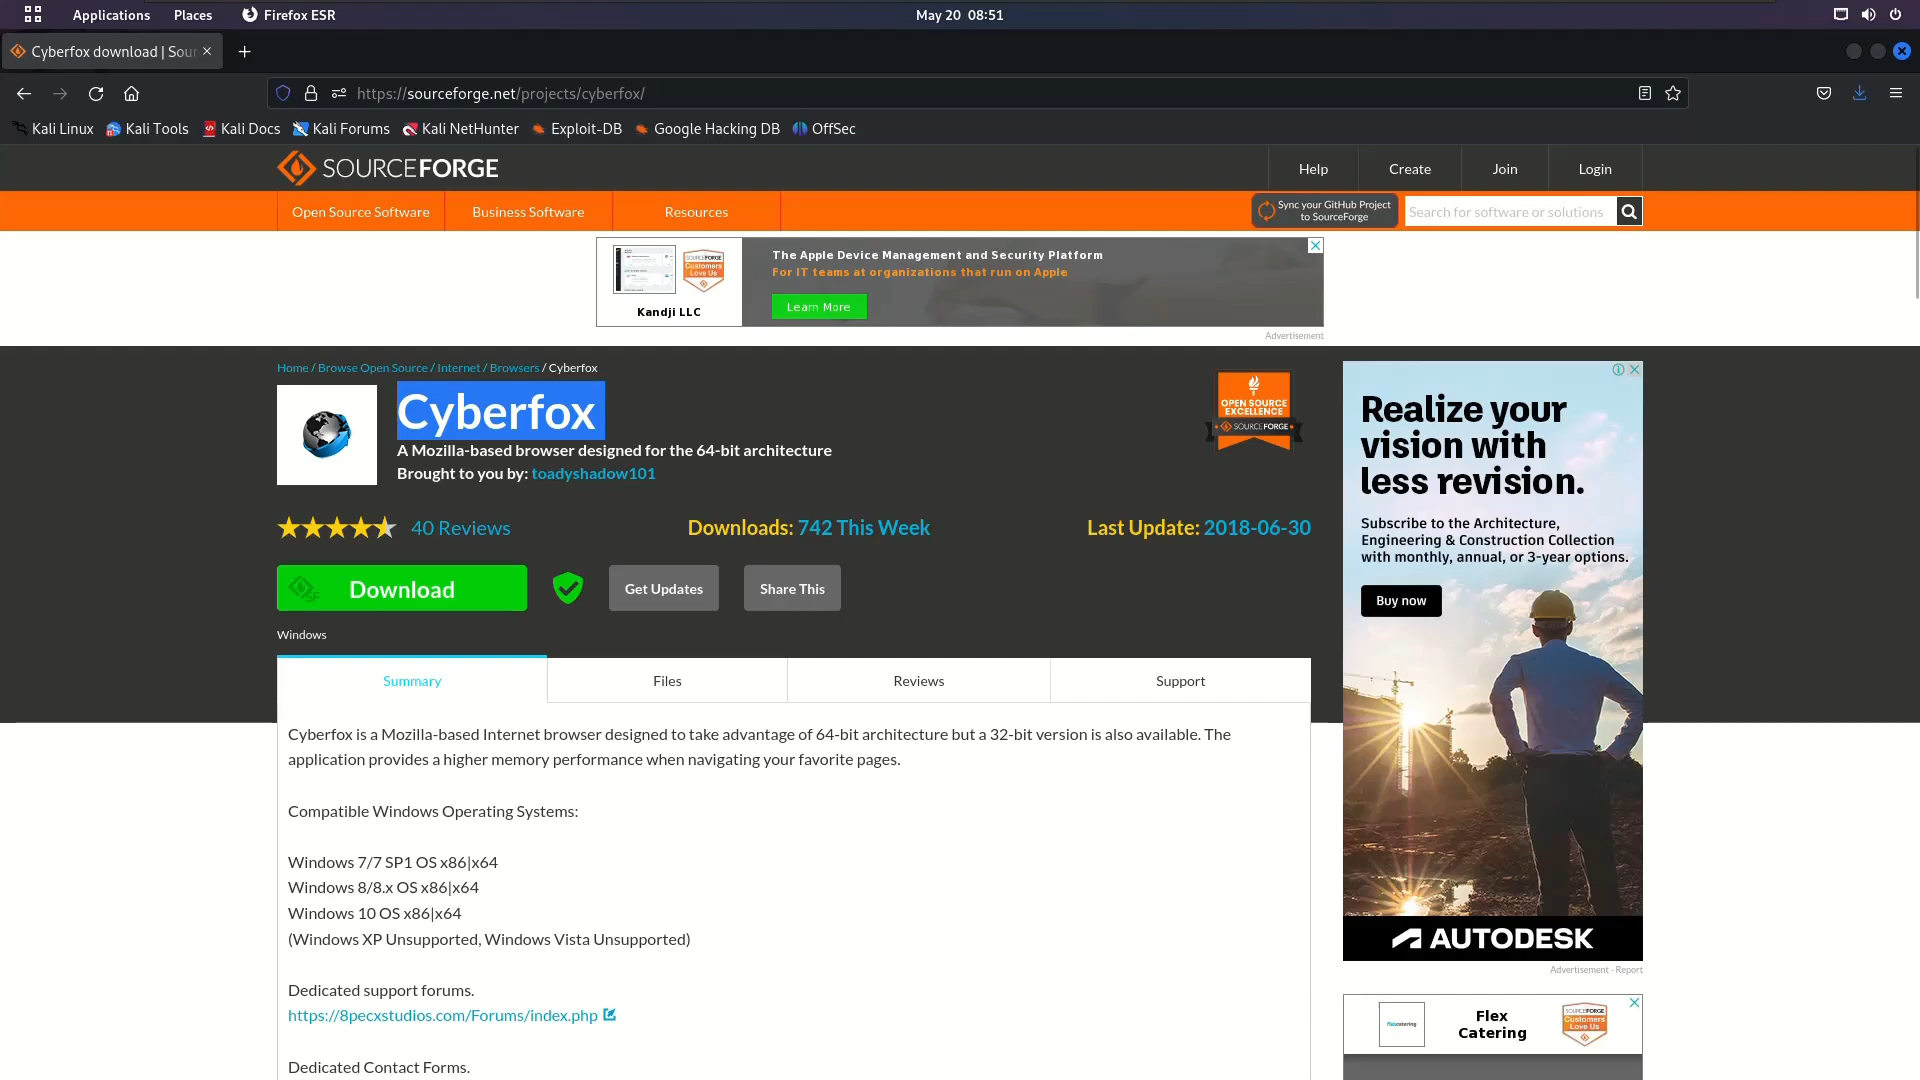 Applications Places Firefox ESR May 20 08:51
Cyberfox download | Sour
https://sourceforge.net/projects/cyberfox/
Kali Linux Kali Tools Kali Docs Kali Forums Kali NetHunter Exploit-DB Google Hacking DB OffSec
SOURCEFORGE Help Create Join Login
Open Source Software Business Software Resources
Sync your GitHub Project
to SourceForge
Search for software or solutions
The Apple Device Management and Security Platform
For IT teams at organizations that run on Apple
SOURCEFORGE
Customers
Love Us
Kandji LLC
Learn More
Advertisement
Home / Browse Open Source / Internet / Browsers / Cyberfox
Cyberfox
A Mozilla-based browser designed for the 64-bit architecture
Brought to you by: toadyshadow101
OPEN SOURCE
EXCELLENCE
SOURCEFORGE
40 Reviews
Downloads: 742 This Week
Last Update: 2018-06-30
SF
Download Get Updates Share This
Windows
Summary Files Reviews Support
Cyberfox is a Mozilla-based Internet browser designed to take advantage of 64-bit architecture but a 32-bit version is also available. The
application provides a higher memory performance when navigating your favorite pages.
Compatible Windows Operating Systems:
Windows 7/7 SP1 OS x86|x64
Windows 8/8.x OS x86|x64
Windows 10 OS x86|x64
(Windows XP Unsupported, Windows Vista Unsupported)
Dedicated support forums.
https://8pecxstudios.com/Forums/index.php
Dedicated Contact Forms.
Realize your
vision with
less revision.
Subscribe to the Architecture,
Engineering & Construction Collection
with monthly, annual, or 3-year options.
Buy now
AUTODESK
Advertisement - Report
flexcatering
Flex
Catering
SOURCEFORGE
Customers
Love Us